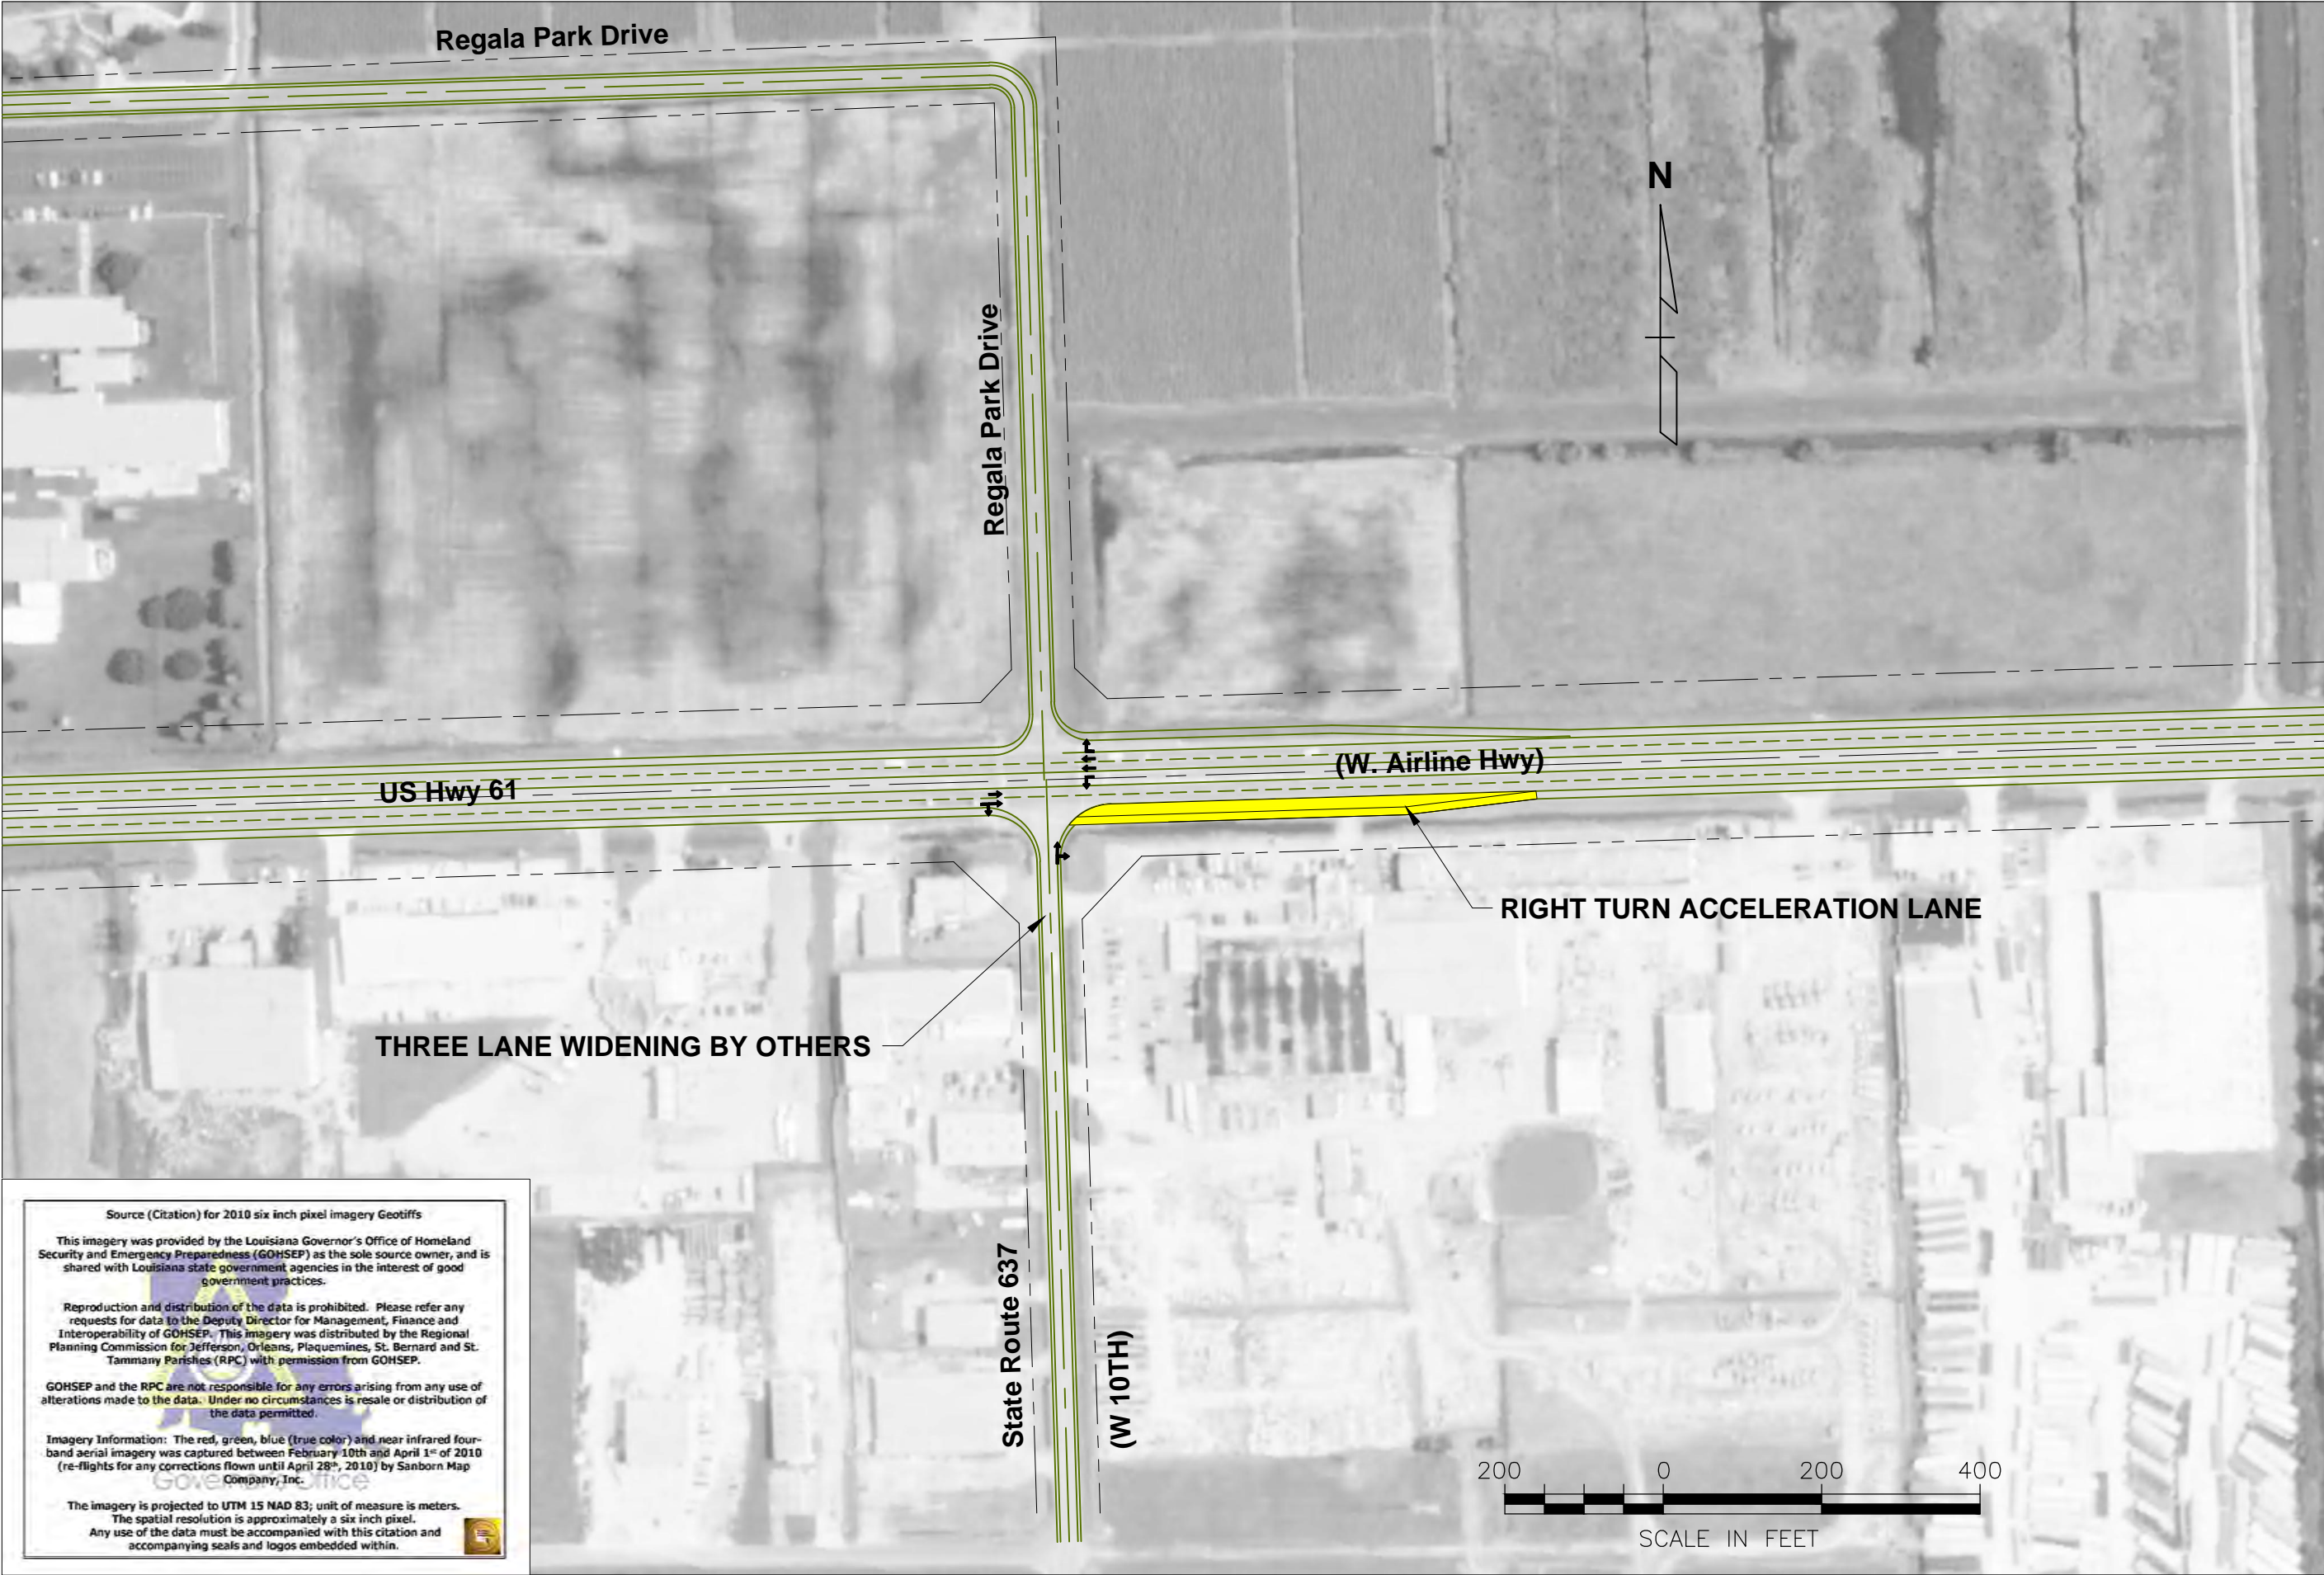 Regala Park Drive
N
Regala Park Drive
(W. Airline Hwy)
US Hwy 61
RIGHT TURN ACCELERATION LANE
THREE LANE WIDENING BY OTHERS
State Route 637
(W 10TH)
200 0 200 400
SCALE IN FEET
Source (Citation) for 2010 six inch pixel imagery Geotiffs
This imagery was provided by the Louisiana Governor's Office of Homeland
Security and Emergency Preparedness (GOHSEP) as the sole source owner, and is
shared with Louisiana state government agencies in the interest of good
government practices.
Reproduction and distribution of the data is prohibited. Please refer any
requests for data to the Deputy Director for Management, Finance and
Interoperability of GOHSEP. This imagery was distributed by the Regional
Planning Commission for Jefferson, Orleans, Plaquemines, St. Bernard and St.
Tammany Parishes (RPC) with permission from GOHSEP.
GOHSEP and the RPC are not responsible for any errors arising from any use of
alterations made to the data. Under no circumstances is resale or distribution of
the data permitted.
Imagery Information: The red, green, blue (true color) and near infrared four-
band aerial imagery was captured between February 10th and April 1st of 2010
(re-flights for any corrections flown until April 28th, 2010) by Sanborn Map
Company, Inc.
The imagery is projected to UTM 15 NAD 83; unit of measure is meters.
The spatial resolution is approximately a six inch pixel.
Any use of the data must be accompanied with this citation and
accompanying seals and logos embedded within.